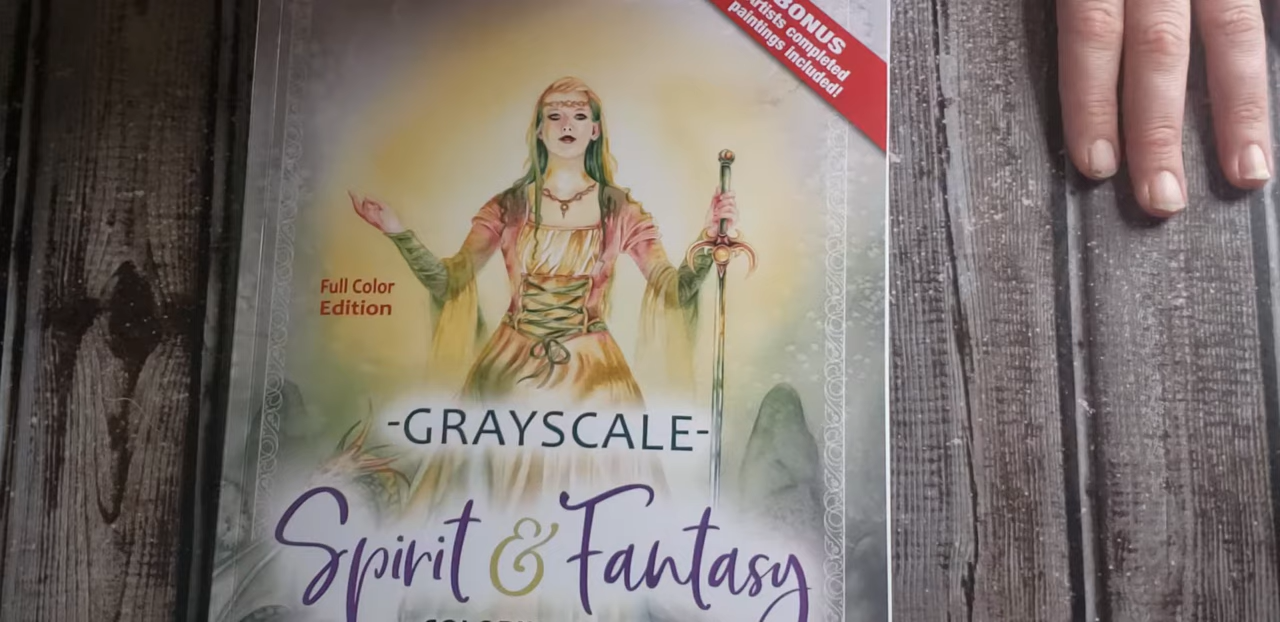 BONUS
Artists completed
paintings included!
Full Color
Edition
-GRAYSCALE-
Spirit & Fantasy